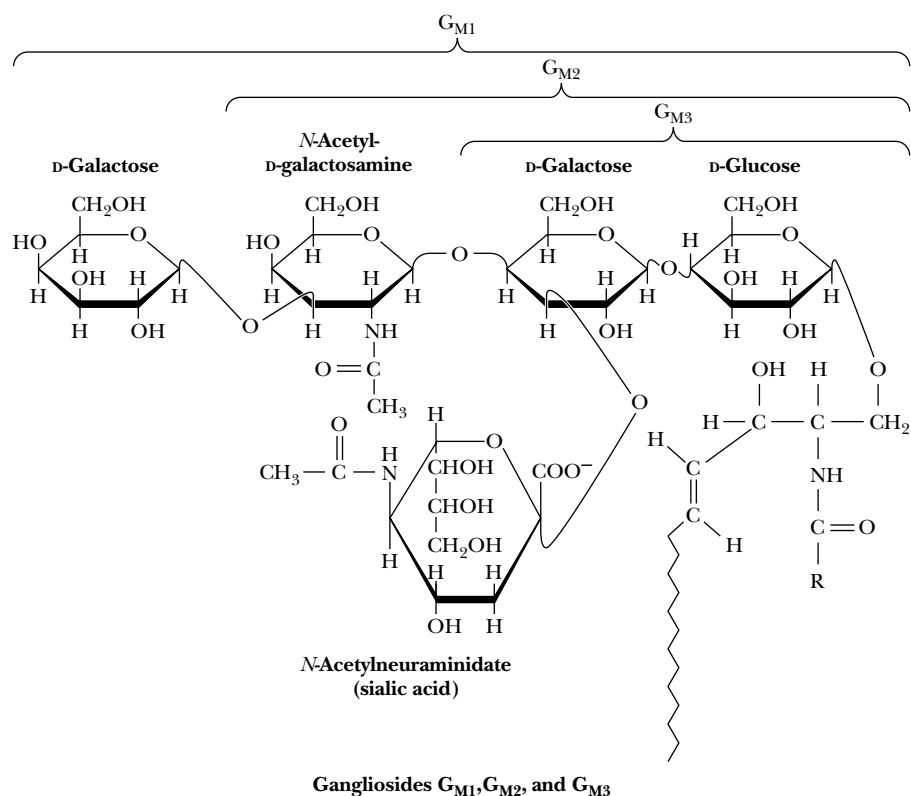 GM1
GM2
GM3
N-Acetyl-
D-Galactose D-galactosamine D-Galactose D-Glucose
CH2OH CH2OH CH2OH CH2OH
HO O HO O O O H O
H H O O
OH H H H H H OH H
H H H H H H H
H OH O H NH H OH H OH
O C OH H O
CH3 O
H H C C CH2
O H O H
CH3 C N CHOH COO− C NH
CHOH C
CH2OH H C O
H H H
R
OH H
N-Acetylneuraminidate
(sialic acid)
Gangliosides GM1,GM2, and GM3